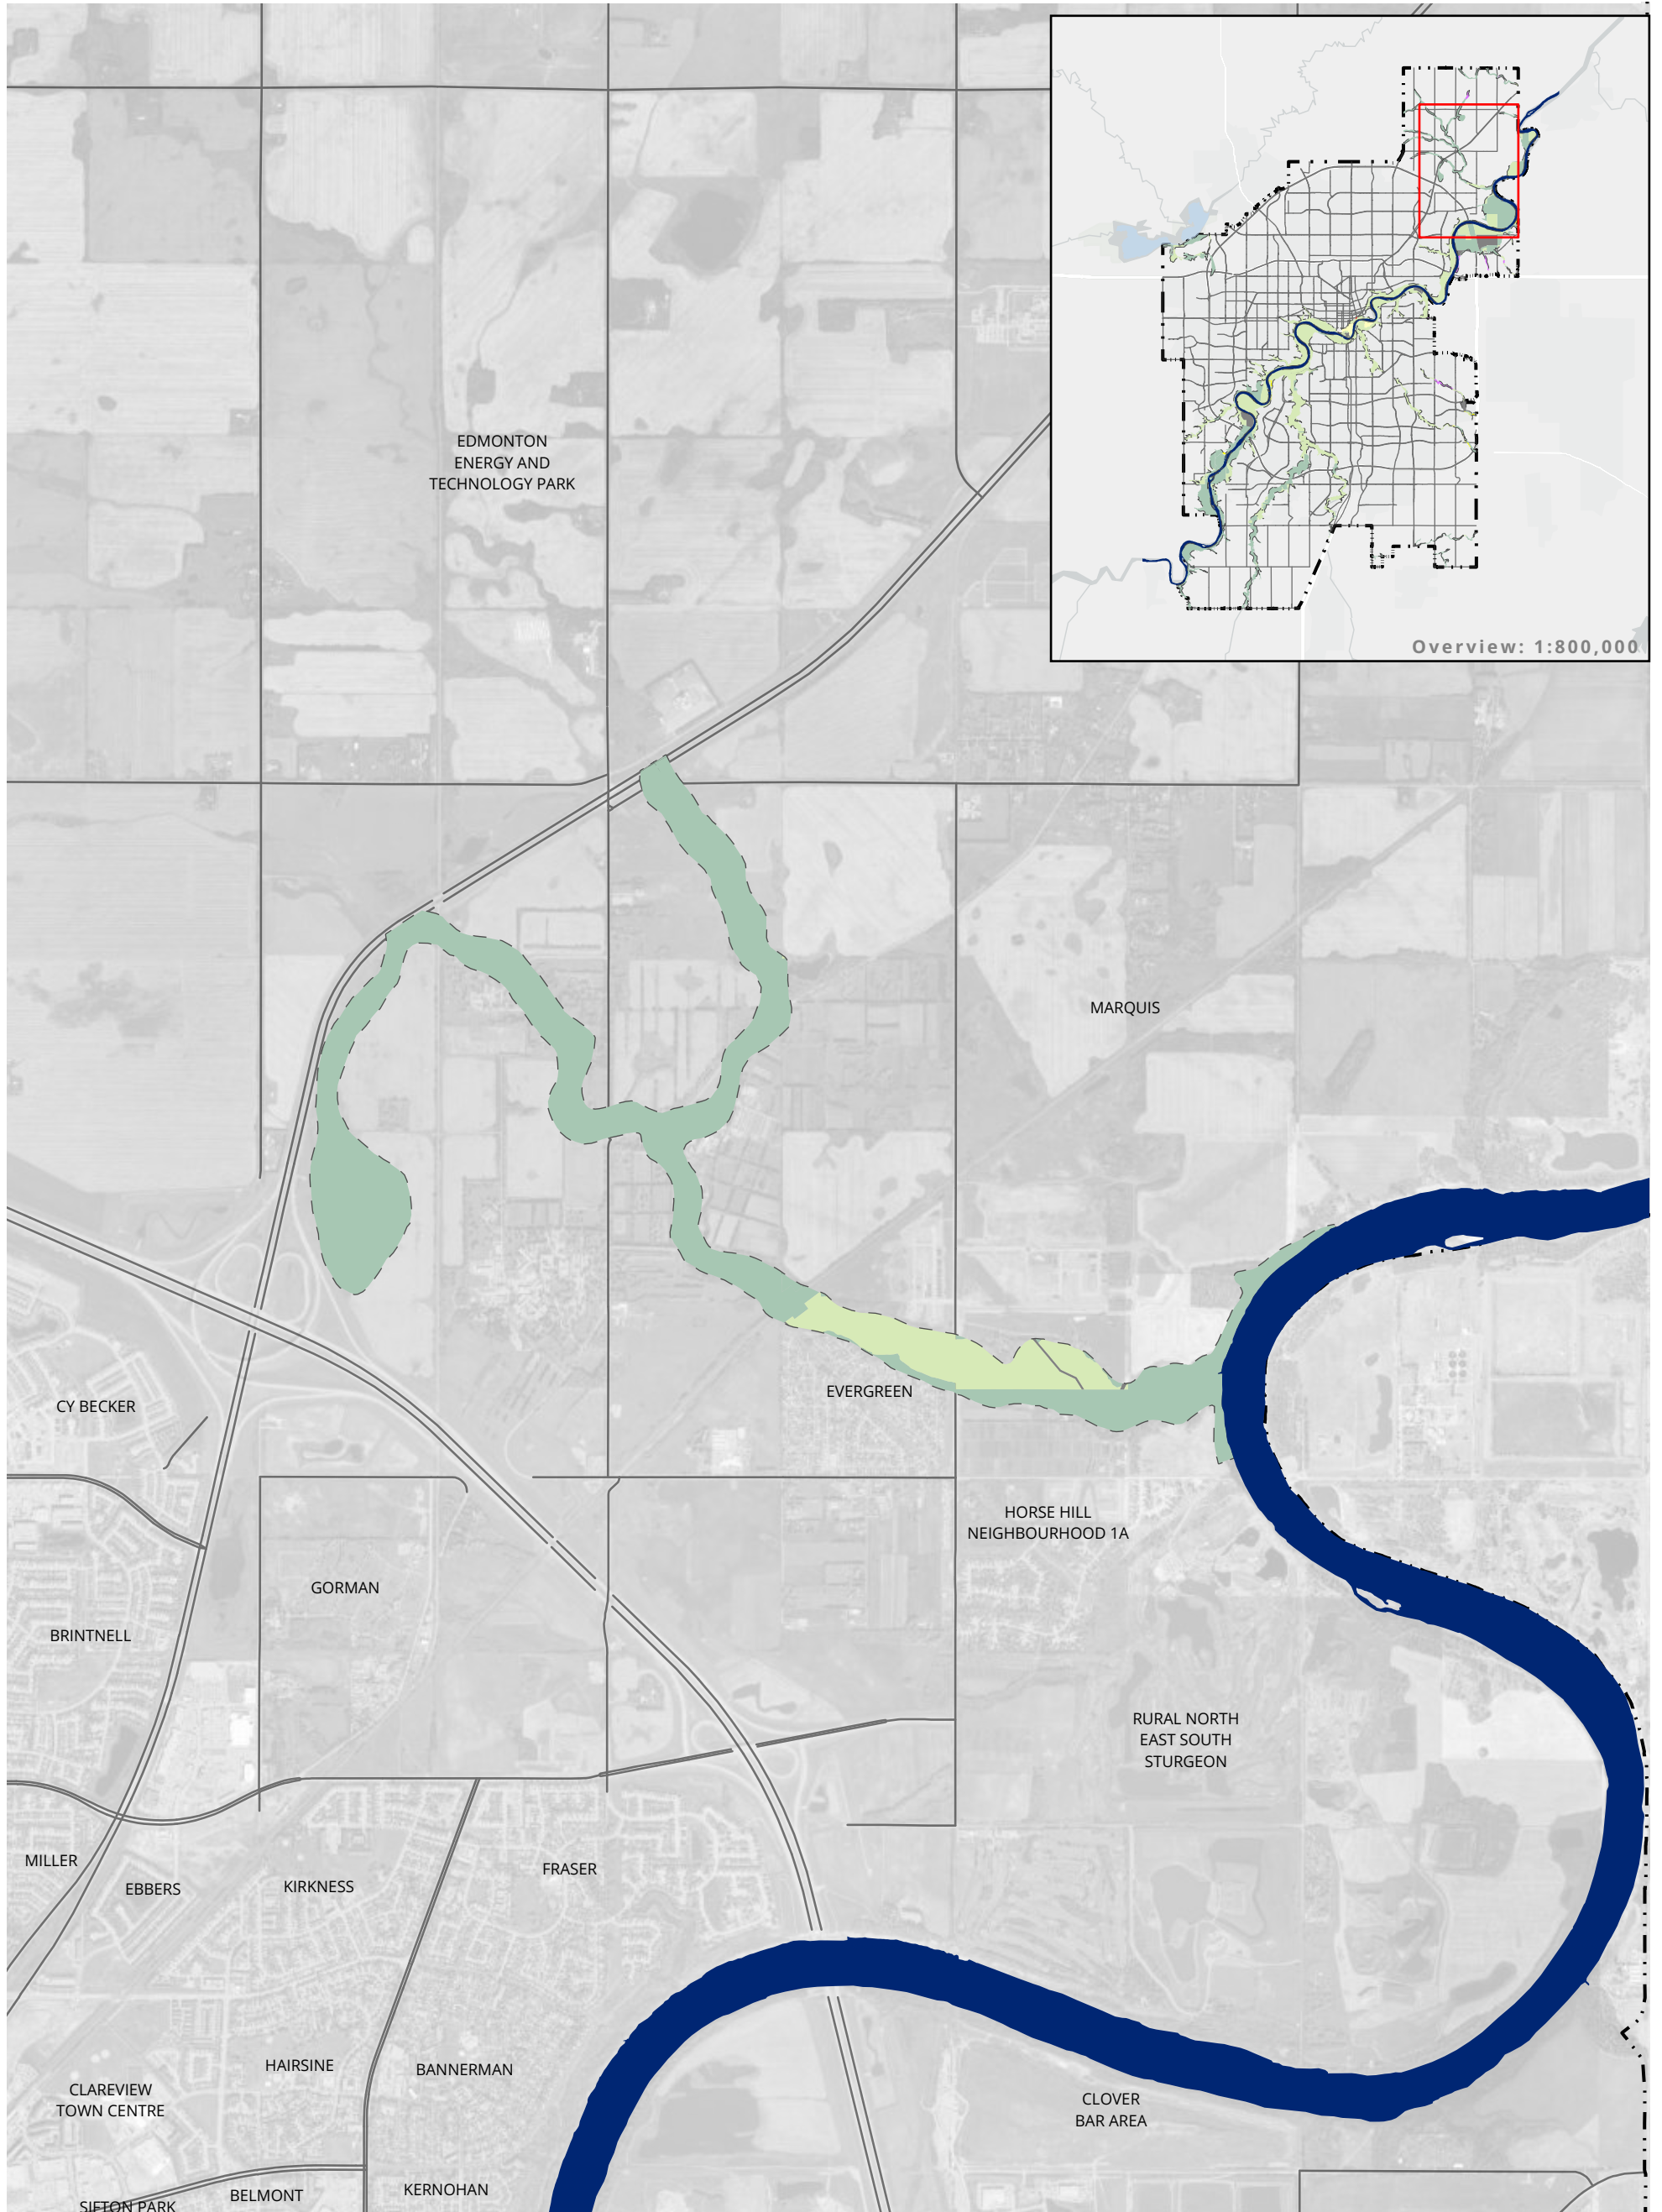 EDMONTON
ENERGY AND
TECHNOLOGY PARK
Overview: 1:800,000
MARQUIS
EVERGREEN
CY BECKER
HORSE HILL
NEIGHBOURHOOD 1A
GORMAN
BRINTNELL
RURAL NORTH
EAST SOUTH
STURGEON
MILLER
EBBERS
KIRKNESS
FRASER
HAIRSINE
BANNERMAN
CLAREVIEW
TOWN CENTRE
CLOVER
BAR AREA
BELMONT
KERNOHAN
SIFTON PARK